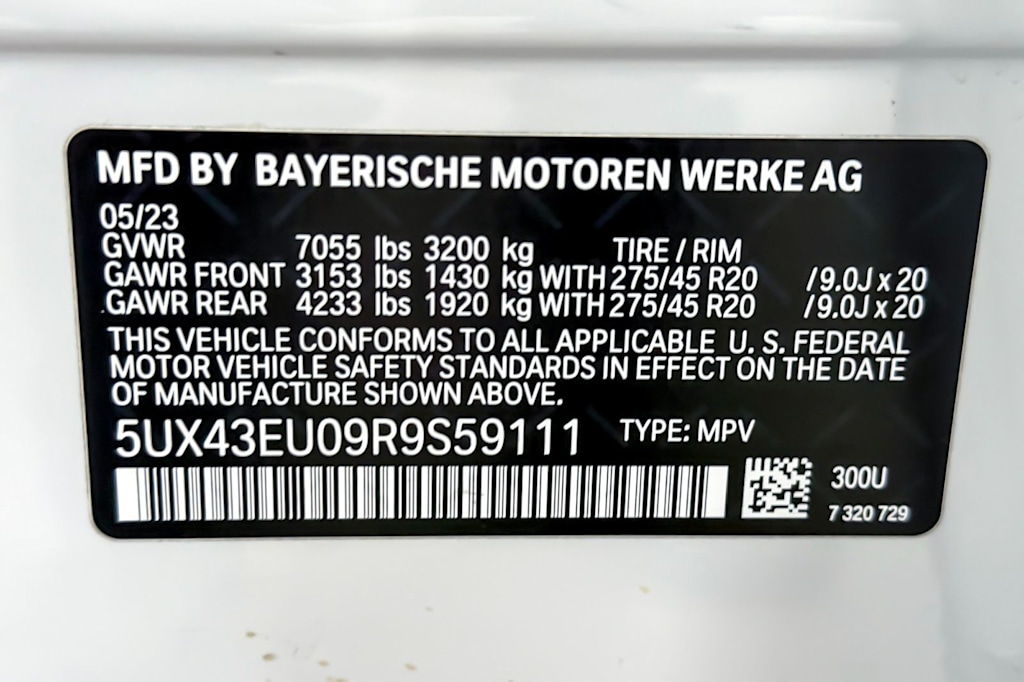 MFD BY BAYERISCHE MOTOREN WERKE AG
05/23
GVWR 7055 lbs 3200 kg TIRE / RIM
GAWR FRONT 3153 lbs 1430 kg WITH 275/45 R20 / 9.0J x 20
GAWR REAR 4233 lbs 1920 kg WITH 275/45 R20 / 9.0J x 20
THIS VEHICLE CONFORMS TO ALL APPLICABLE U. S. FEDERAL
MOTOR VEHICLE SAFETY STANDARDS IN EFFECT ON THE DATE
OF MANUFACTURE SHOWN ABOVE.
5UX43EU09R9S59111 TYPE: MPV
300U
7 320 729